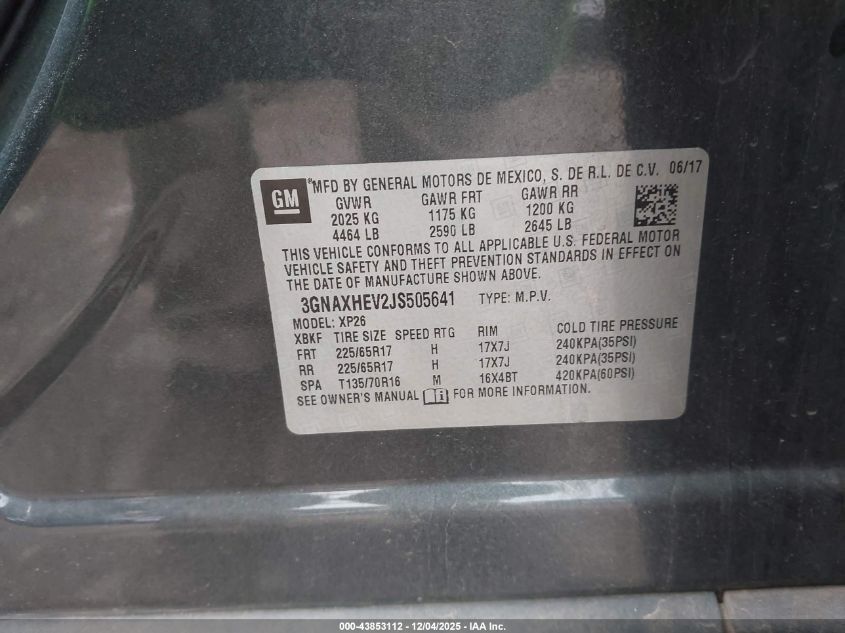 GM
®MFD BY GENERAL MOTORS DE MEXICO, S. DE R.L. DE C.V. 06/17
GVWR GAWR FRT GAWR RR
2025 KG 1175 KG 1200 KG
4464 LB 2590 LB 2645 LB
THIS VEHICLE CONFORMS TO ALL APPLICABLE U.S. FEDERAL MOTOR
VEHICLE SAFETY AND THEFT PREVENTION STANDARDS IN EFFECT ON
THE DATE OF MANUFACTURE SHOWN ABOVE.
3GNAXHEV2JS505641 TYPE: M.P.V.
MODEL: XP26
XBKF TIRE SIZE SPEED RTG RIM COLD TIRE PRESSURE
FRT 225/65R17 H 17X7J 240KPA(35PSI)
RR 225/65R17 H 17X7J 240KPA(35PSI)
SPA T135/70R16 M 16X4BT 420KPA(60PSI)
SEE OWNER'S MANUAL FOR MORE INFORMATION.
000-43853112 - 12/04/2025 - IAA Inc.